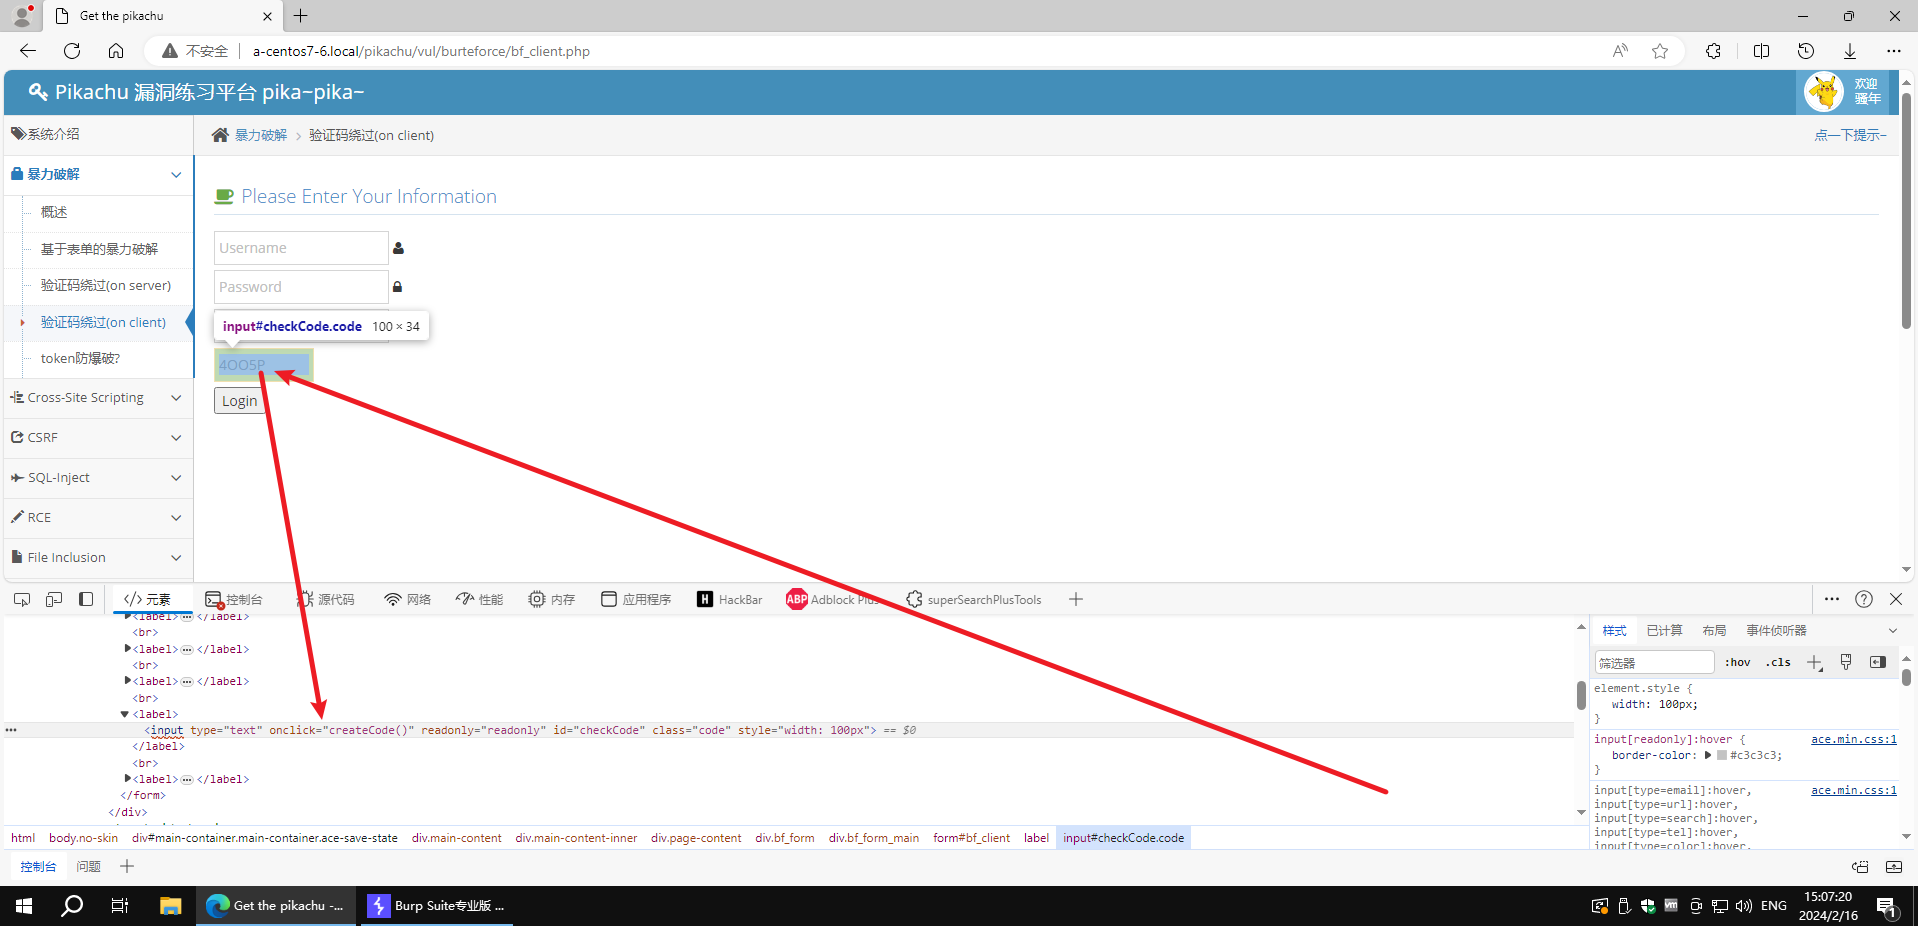 Get the pikachu
不安全
a-centos7-6.local/pikachu/vul/burteforce/bf_client.php
Pikachu 漏洞练习平台 pika~pika~
欢迎
骚年
系统介绍
暴力破解 > 验证码绕过(on client)
点一下提示~
暴力破解
概述
基于表单的暴力破解
验证码绕过(on server)
验证码绕过(on client)
token防爆破?
Cross-Site Scripting
CSRF
SQL-Inject
RCE
File Inclusion
Please Enter Your Information
Username
Password
input#checkCode.code 100 × 34
4OO5P
Login
元素 控制台 源代码 网络 性能 内存 应用程序 HackBar Adblock Plus superSearchPlusTools
<label>…</label>
<br>
<label>…</label>
<br>
<label>…</label>
<br>
<label>
<input type="text" onclick="createCode()" readonly="readonly" id="checkCode" class="code" style="width: 100px"> == $0
</label>
<br>
<label>…</label>
</form>
</div>
样式 已计算 布局 事件侦听器
筛选器 :hov .cls
element.style {
width: 100px;
}
input[readonly]:hover { ace.min.css:1
border-color: #c3c3c3;
}
input[type=email]:hover, ace.min.css:1
input[type=url]:hover,
input[type=search]:hover,
input[type=tel]:hover,
input[type=color]:hover,
html body.no-skin div#main-container.main-container.ace-save-state div.main-content div.main-content-inner div.page-content div.bf_form div.bf_form_main form#bf_client label input#checkCode.code
控制台 问题
Get the pikachu -...
Burp Suite专业版 ...
ENG
15:07:20
2024/2/16
1